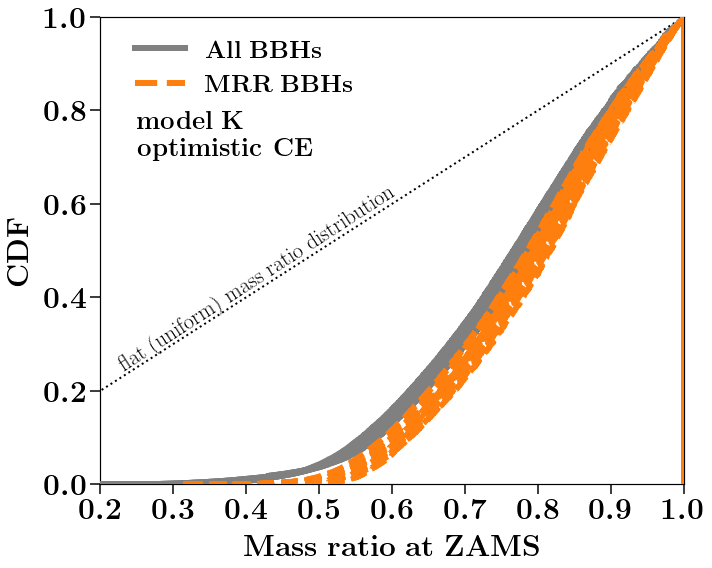 1.0
All BBHs
MRR BBHs
model K
optimistic CE
0.8
0.6
flat (uniform) mass ratio distribution
CDF
0.4
0.2
0.0
0.2 0.3 0.4 0.5 0.6 0.7 0.8 0.9 1.0
Mass ratio at ZAMS